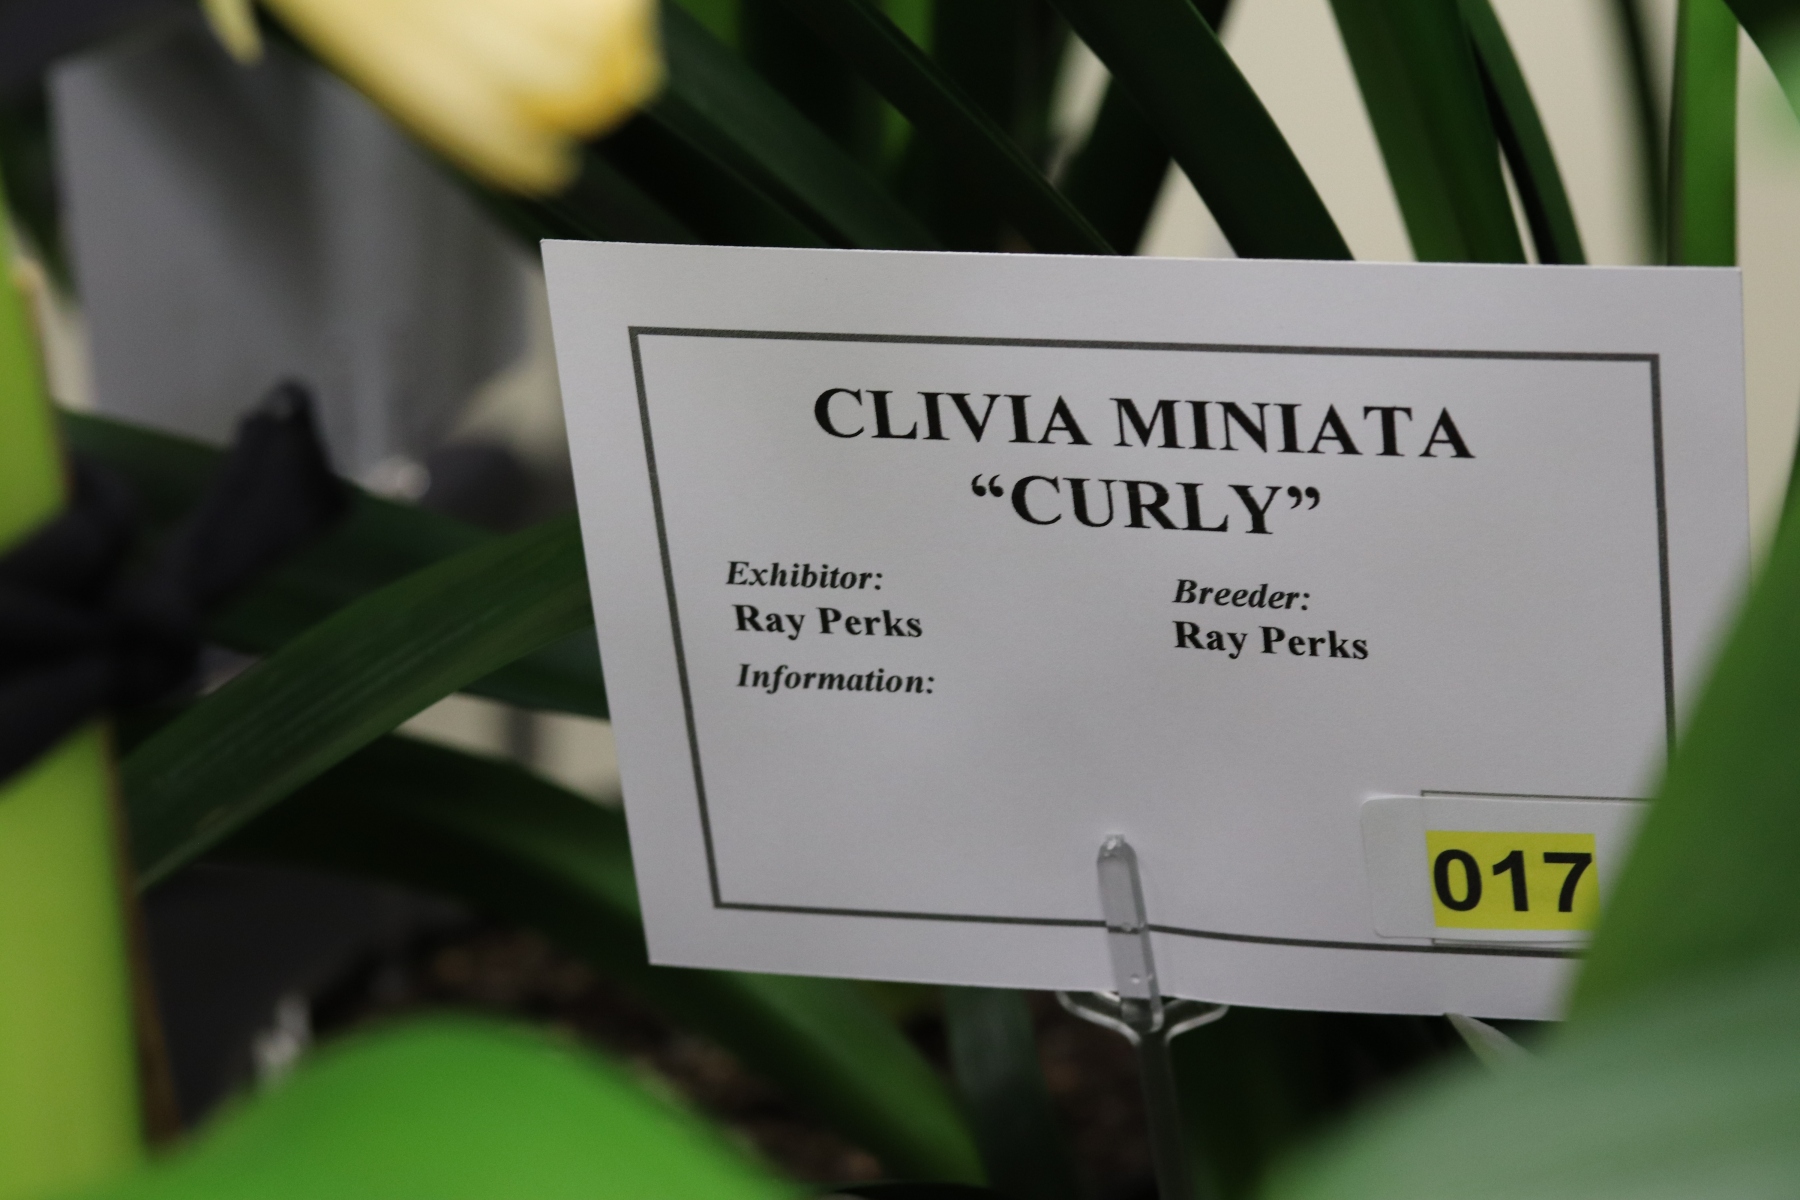 CLIVIA MINIATA
“CURLY”
Exhibitor:
Ray Perks
Breeder:
Ray Perks
Information:
017